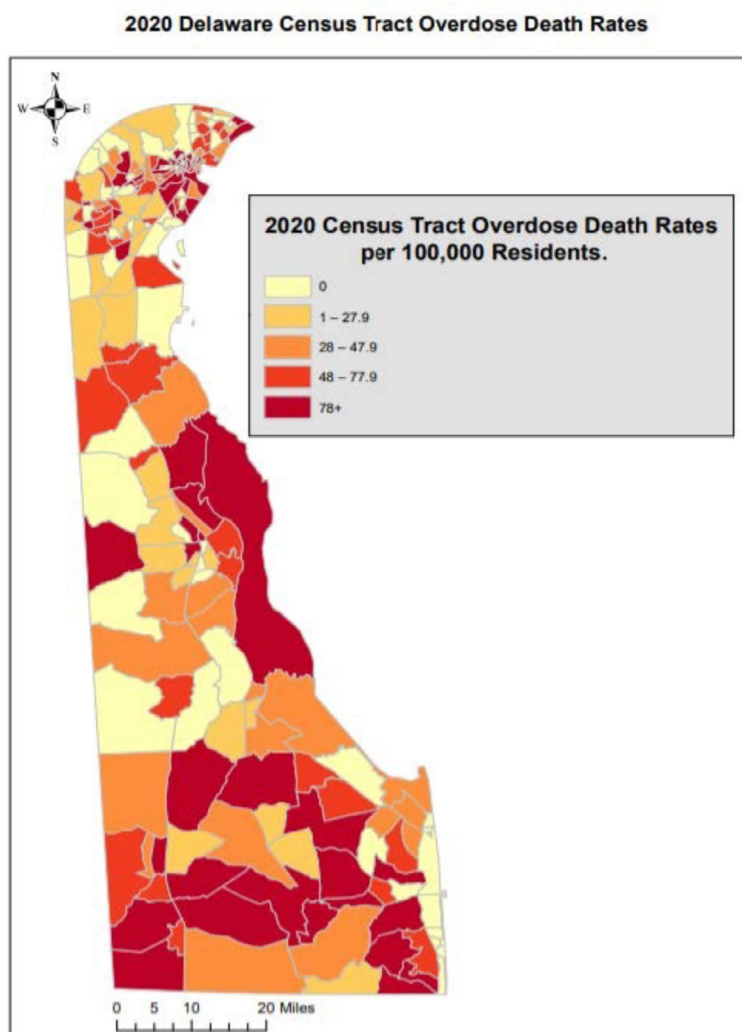 2020 Delaware Census Tract Overdose Death Rates
N
W E
S
2020 Census Tract Overdose Death Rates
per 100,000 Residents.
0
1 – 27.9
28 – 47.9
48 – 77.9
78+
0 5 10 20 Miles